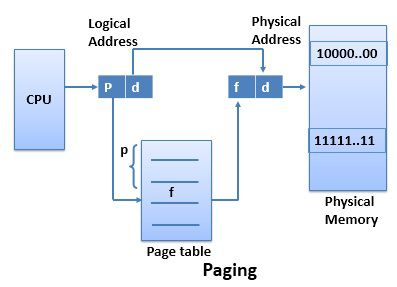 Logical
Address
Physical
Address
CPU
P d
f d
10000..00
11111..11
p
f
Page table
Physical
Memory
Paging